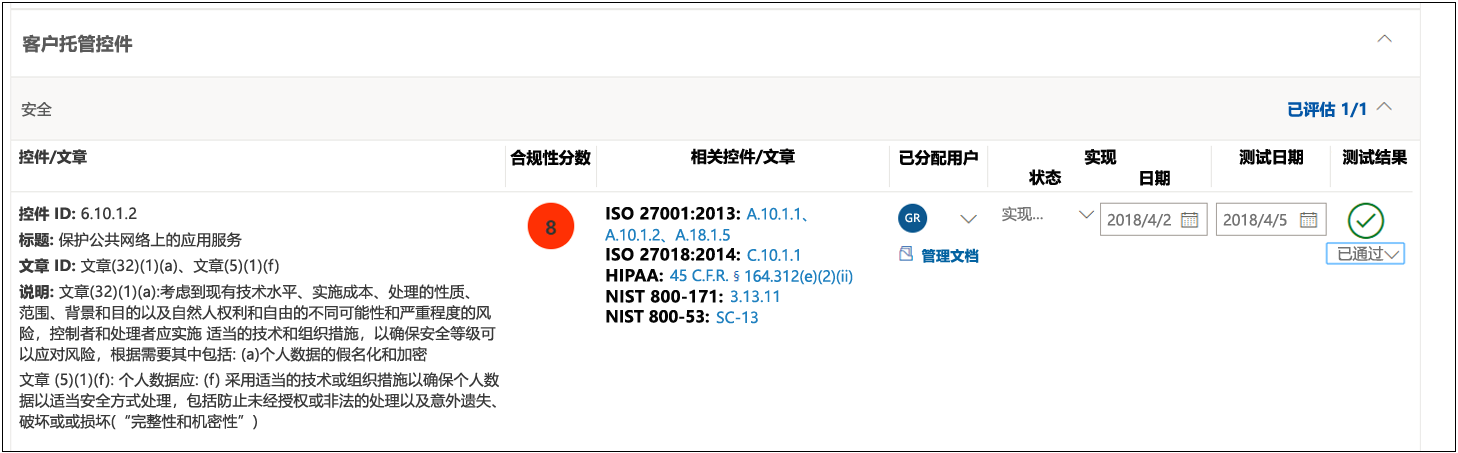 客户托管控件
安全
已评估 1/1
控件/文章
合规性分数
相关控件/文章
已分配用户
实现
状态
日期
测试日期
测试结果
控件 ID: 6.10.1.2
标题: 保护公共网络上的应用服务
文章 ID: 文章(32)(1)(a)、文章(5)(1)(f)
说明: 文章(32)(1)(a):考虑到现有技术水平、实施成本、处理的性质、
范围、背景和目的以及自然人权利和自由的不同可能性和严重程度的风
险，控制者和处理者应实施 适当的技术和组织措施，以确保安全等级可
以应对风险，根据需要其中包括: (a)个人数据的假名化和加密
文章 (5)(1)(f): 个人数据应: (f) 采用适当的技术或组织措施以确保个人数
据以适当安全方式处理，包括防止未经授权或非法的处理以及意外遗失、
破坏或或损坏(“完整性和机密性”)
8
ISO 27001:2013: A.10.1.1、
A.10.1.2、A.18.1.5
ISO 27018:2014: C.10.1.1
HIPAA: 45 C.F.R. § 164.312(e)(2)(ii)
NIST 800-171: 3.13.11
NIST 800-53: SC-13
GR
管理文档
实现...
2018/4/2
2018/4/5
已通过